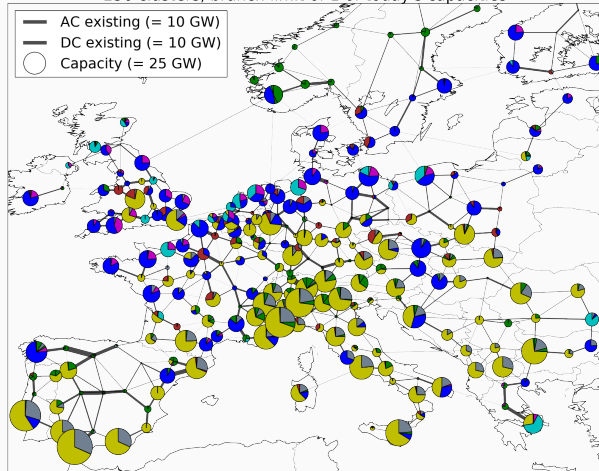 AC existing (= 10 GW)
DC existing (= 10 GW)
Capacity (= 25 GW)